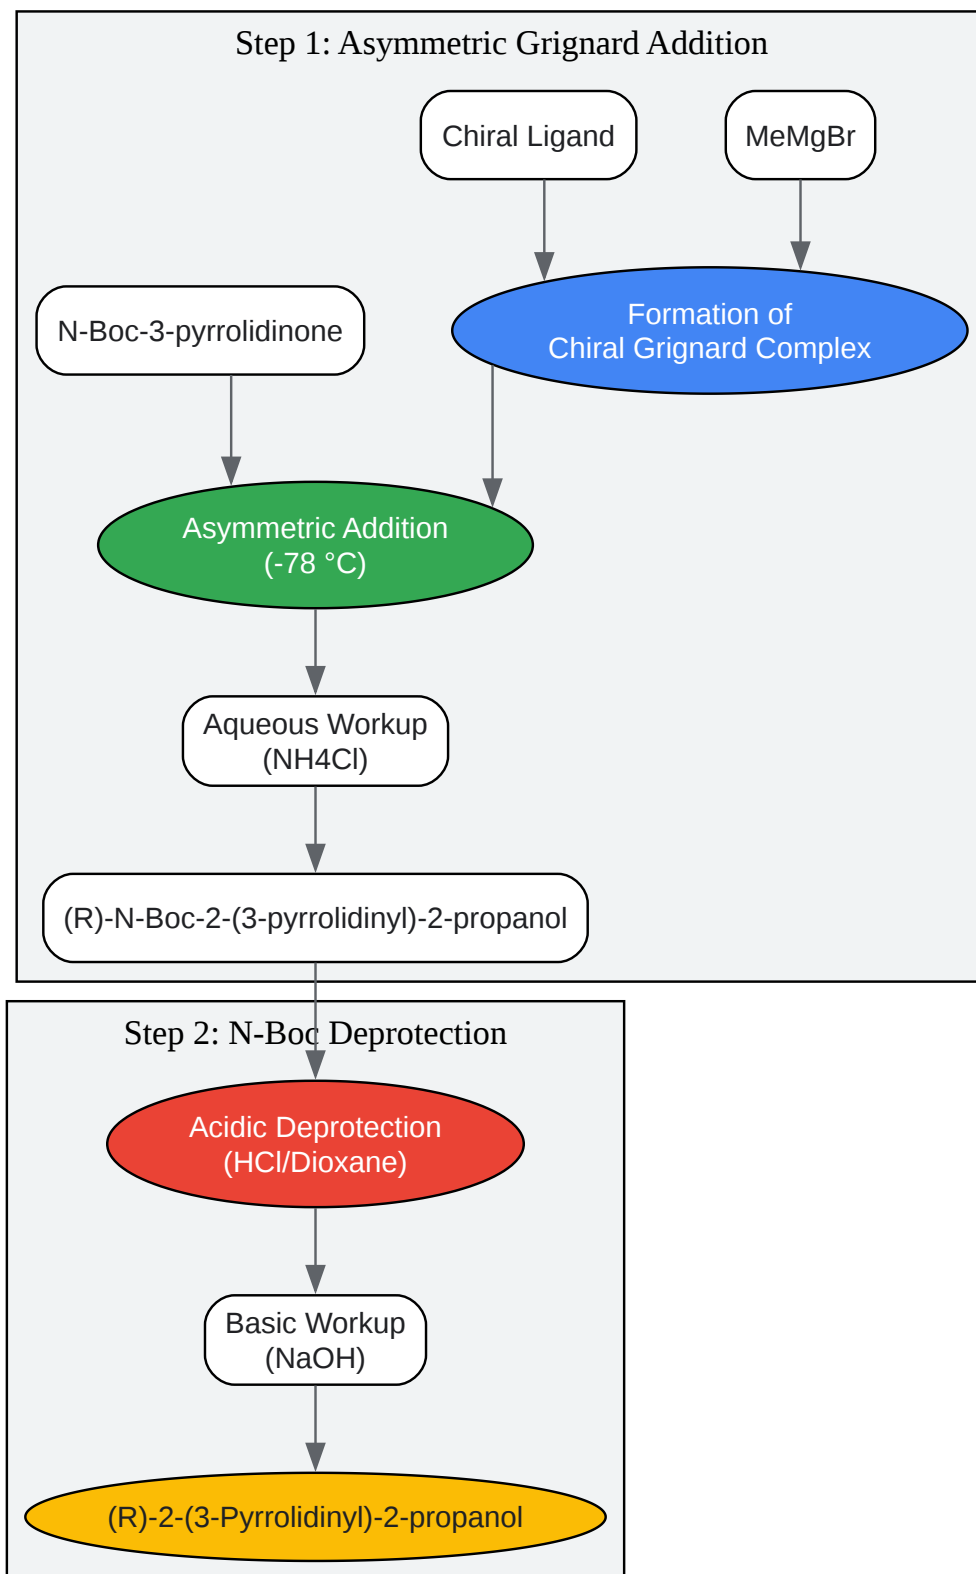 Step 1: Asymmetric Grignard Addition
Chiral Ligand
MeMgBr
N-Boc-3-pyrrolidinone
Formation of
Chiral Grignard Complex
Asymmetric Addition
(-78 °C)
Aqueous Workup
(NH4Cl)
(R)-N-Boc-2-(3-pyrrolidinyl)-2-propanol
Step 2: N-Boc Deprotection
Acidic Deprotection
(HCl/Dioxane)
Basic Workup
(NaOH)
(R)-2-(3-Pyrrolidinyl)-2-propanol